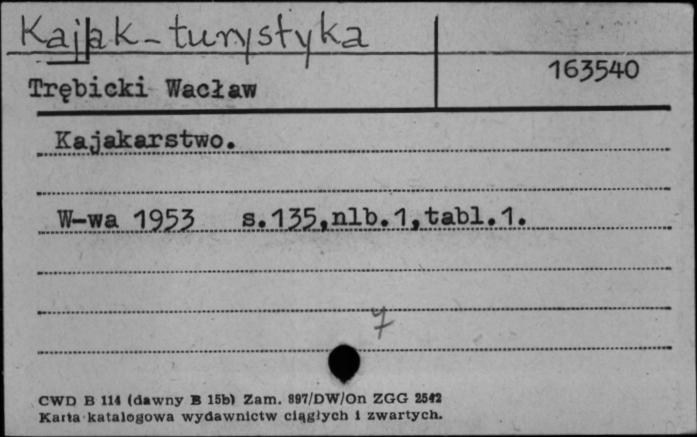 Kajak-turystyka
163540
Trębicki Wacław
Kajakarstwo.
W-wa 1953 s.135,nlb.1,tabl.1.
7
CWD B 114 (dawny B 15b) Zam. 897/DW/On ZGG 2542
Karta katalogowa wydawnictw ciągłych i zwartych.